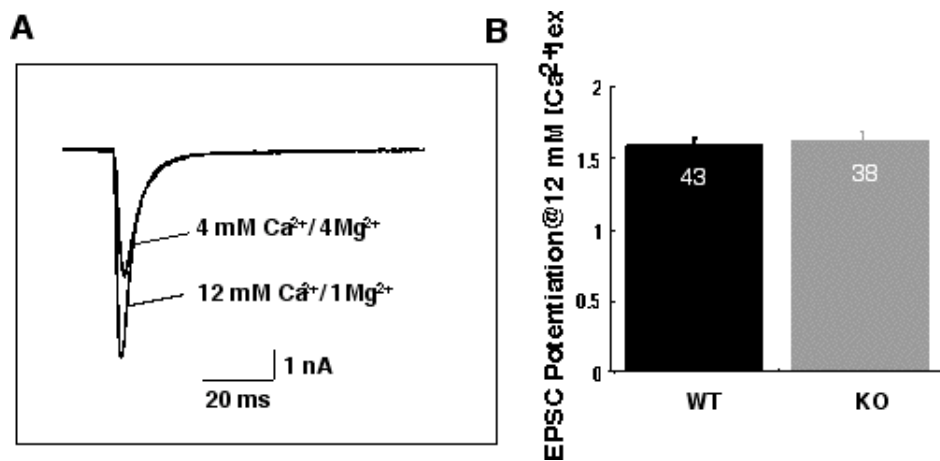 A
4 mM Ca²⁺/4Mg²⁺
12 mM Ca²⁺/1Mg²⁺
1 nA
20 ms
B
EPSC Potentiation@12 mM [Ca²⁺]ex
2
1.5
1
0.5
0
43
38
WT
KO